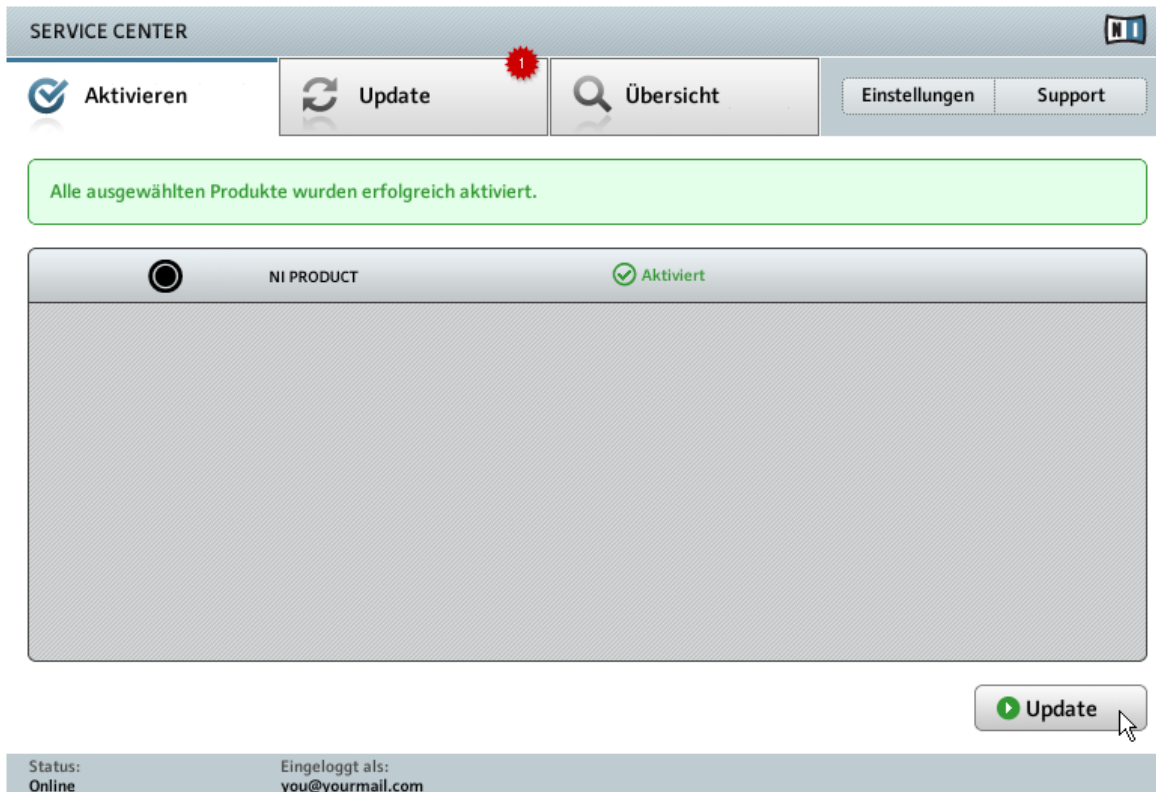 SERVICE CENTER
NI
Aktivieren
Update
1
Übersicht
Einstellungen
Support
Alle ausgewählten Produkte wurden erfolgreich aktiviert.
NI PRODUCT
Aktiviert
Update
Status:
Online
Eingeloggt als:
you@yourmail.com